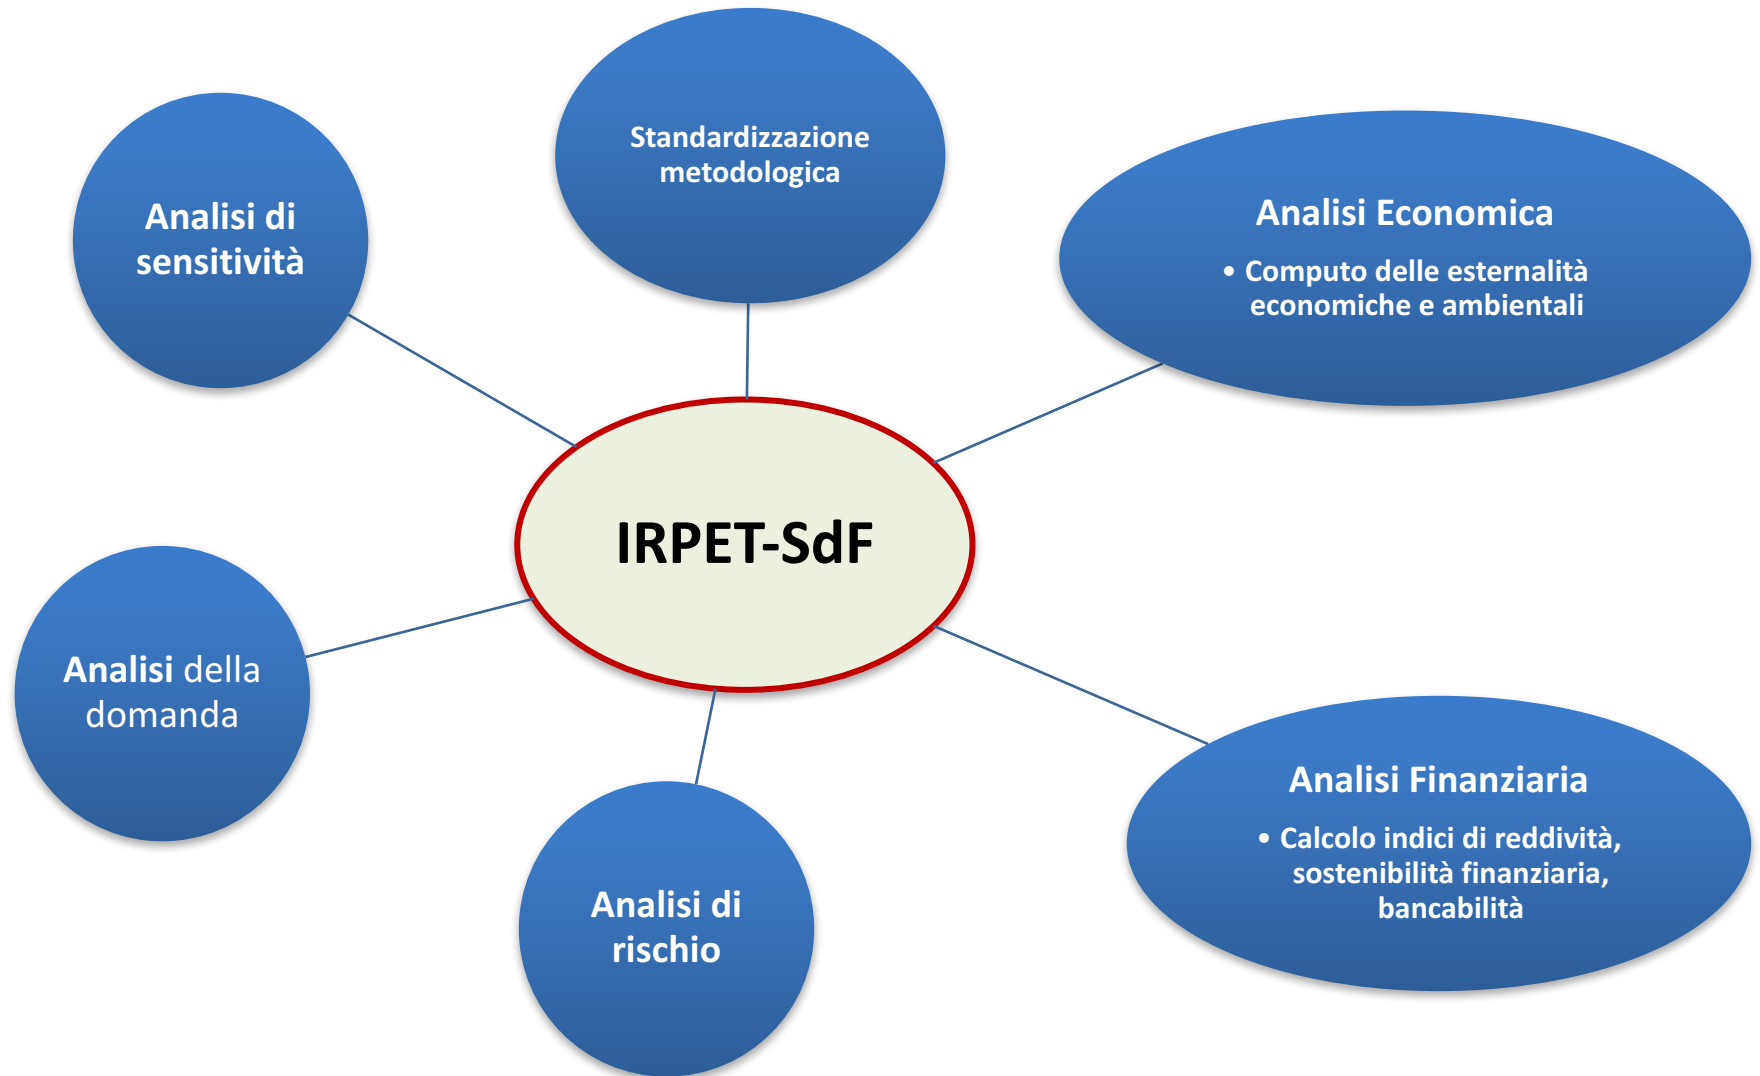 Standardizzazione
metodologica
Analisi di
sensitività
Analisi Economica
• Computo delle esternalità
economiche e ambientali
IRPET-SdF
Analisi della
domanda
Analisi di
rischio
Analisi Finanziaria
• Calcolo indici di reddività,
sostenibilità finanziaria,
bancabilità